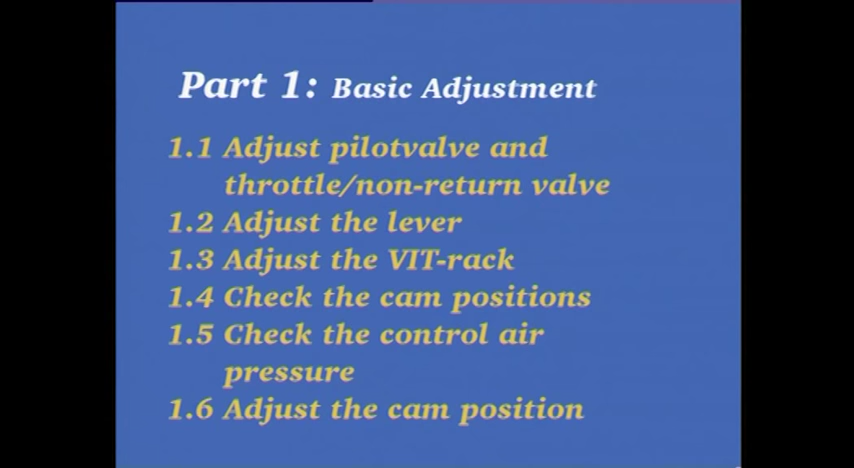 Part 1: Basic Adjustment
1.1 Adjust pilotvalve and
throttle/non-return valve
1.2 Adjust the lever
1.3 Adjust the VIT-rack
1.4 Check the cam positions
1.5 Check the control air
pressure
1.6 Adjust the cam position